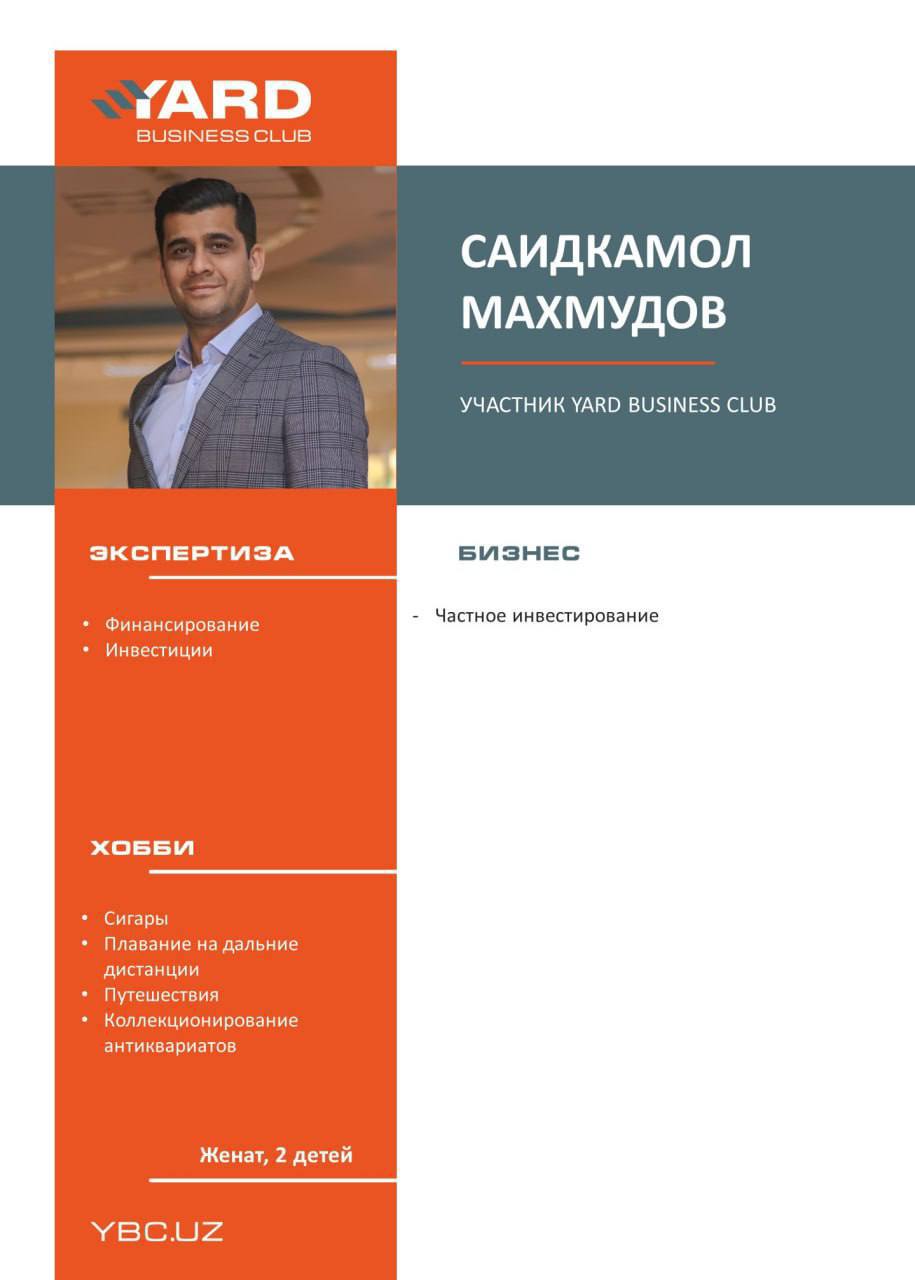 YARD
BUSINESS CLUB
САИДКАМОЛ
МАХМУДОВ
УЧАСТНИК YARD BUSINESS CLUB
ЭКСПЕРТИЗА
• Финансирование
• Инвестиции
БИЗНЕС
- Частное инвестирование
ХОББИ
• Сигары
• Плавание на дальние
дистанции
• Путешествия
• Коллекционирование
антиквариатов
Женат, 2 детей
YBC.UZ